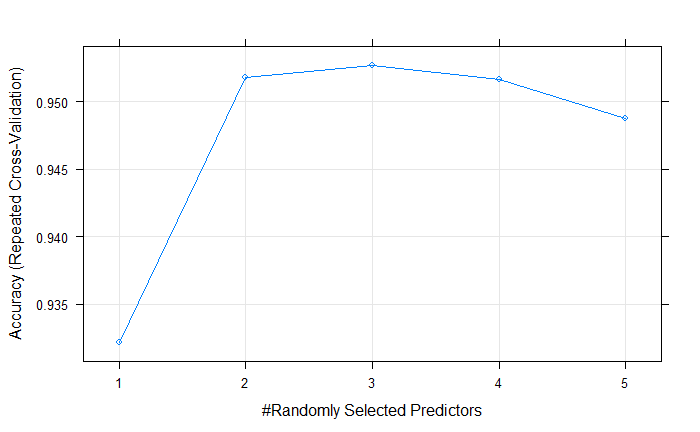 Accuracy (Repeated Cross-Validation)
0.950
0.945
0.940
0.935
1 2 3 4 5
#Randomly Selected Predictors